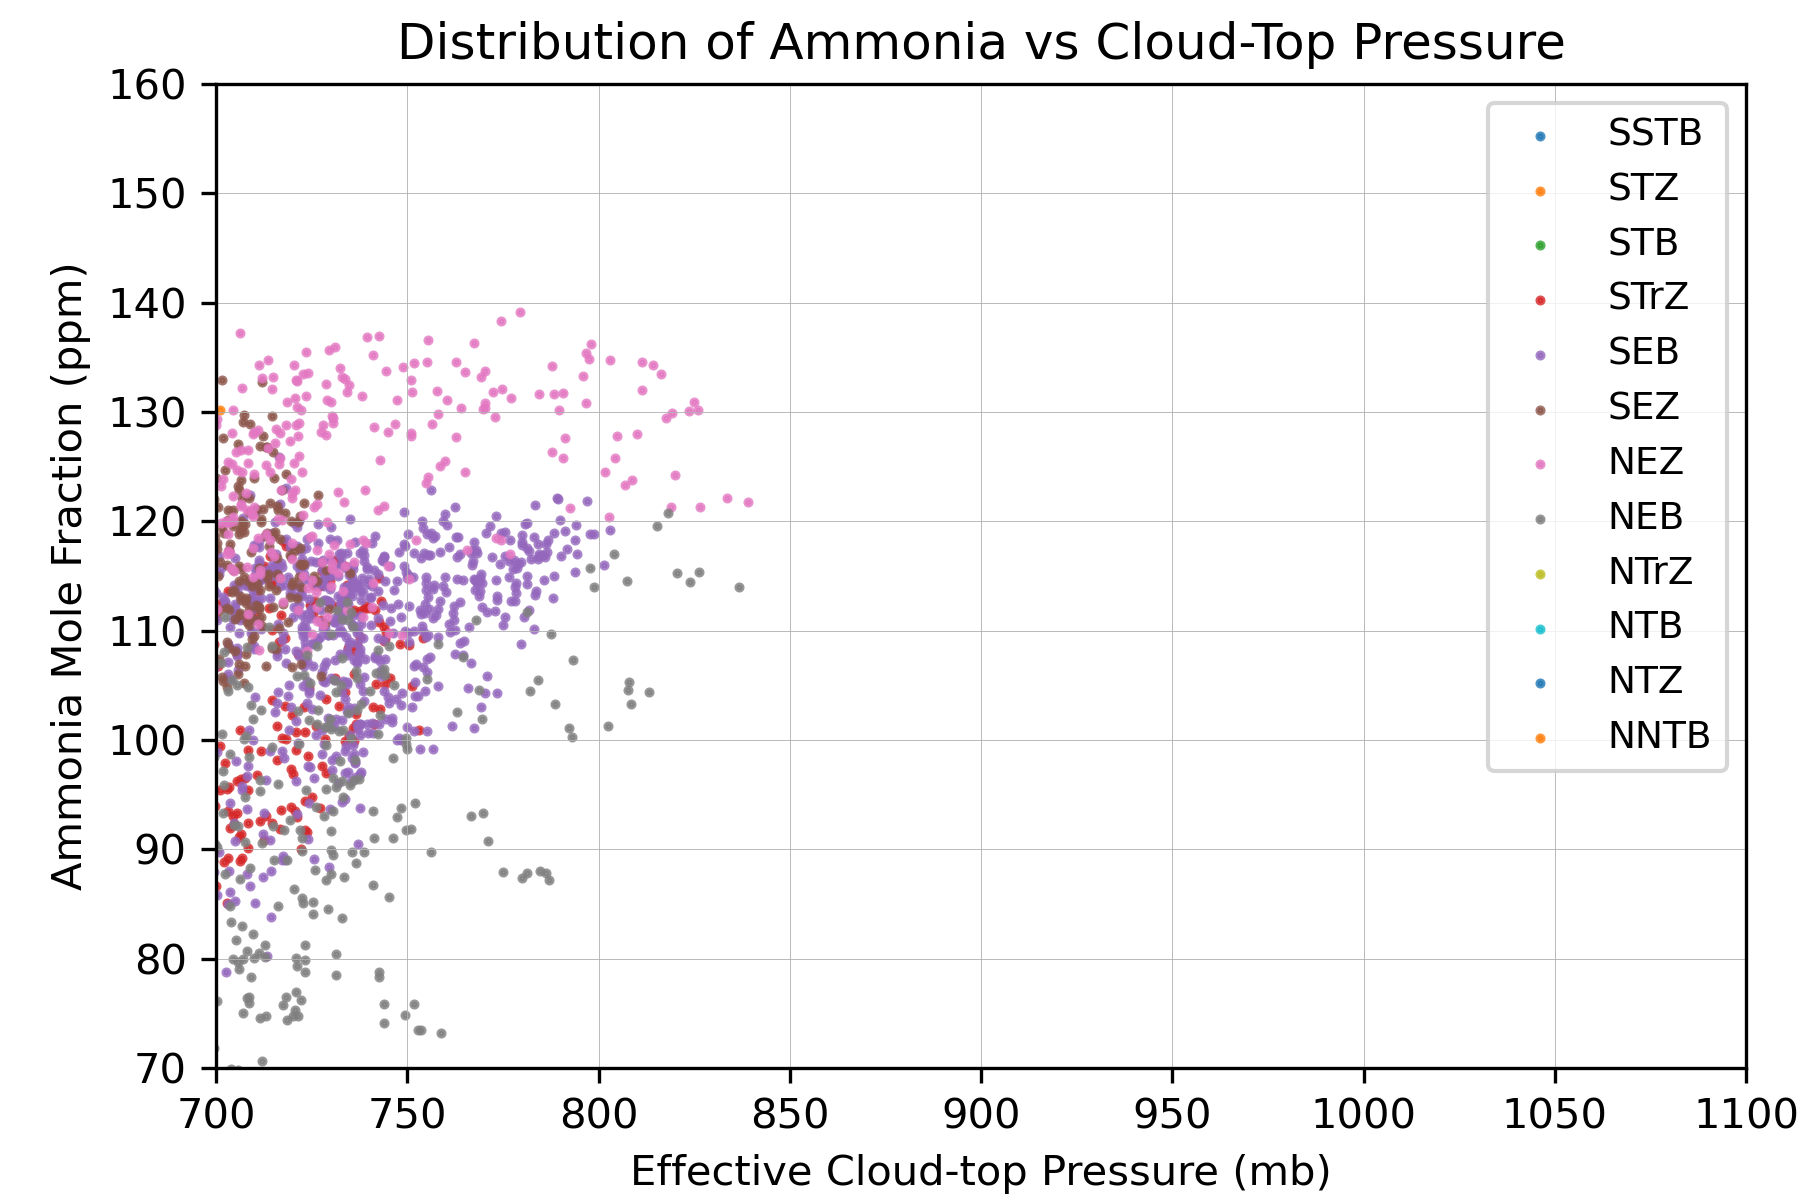 Distribution of Ammonia vs Cloud-Top Pressure
160
150
140
130
120
110
100
90
80
70
Ammonia Mole Fraction (ppm)
SSTB
STZ
STB
STrZ
SEB
SEZ
NEZ
NEB
NTrZ
NTB
NTZ
NNTB
700 750 800 850 900 950 1000 1050 1100
Effective Cloud-top Pressure (mb)